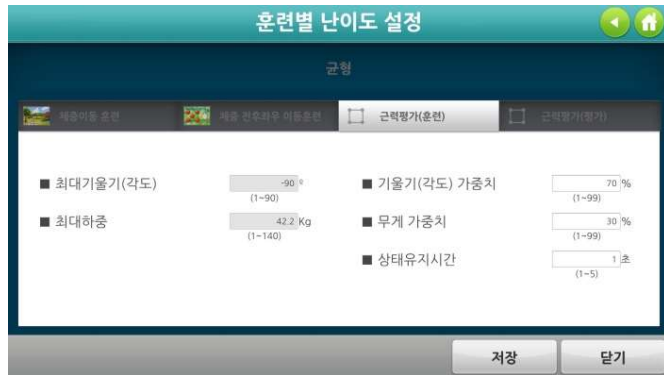 훈련별 난이도 설정
균형
체중이동 훈련
체중 전후좌우 이동훈련
근력평가(훈련)
근력평가(평가)
■ 최대기울기(각도) -90 º
(1~90)
■ 기울기(각도) 가중치 70 %
(1~99)
■ 최대하중 42.2 Kg
(1~140)
■ 무게 가중치 30 %
(1~99)
■ 상태유지시간 1 초
(1~5)
저장
닫기